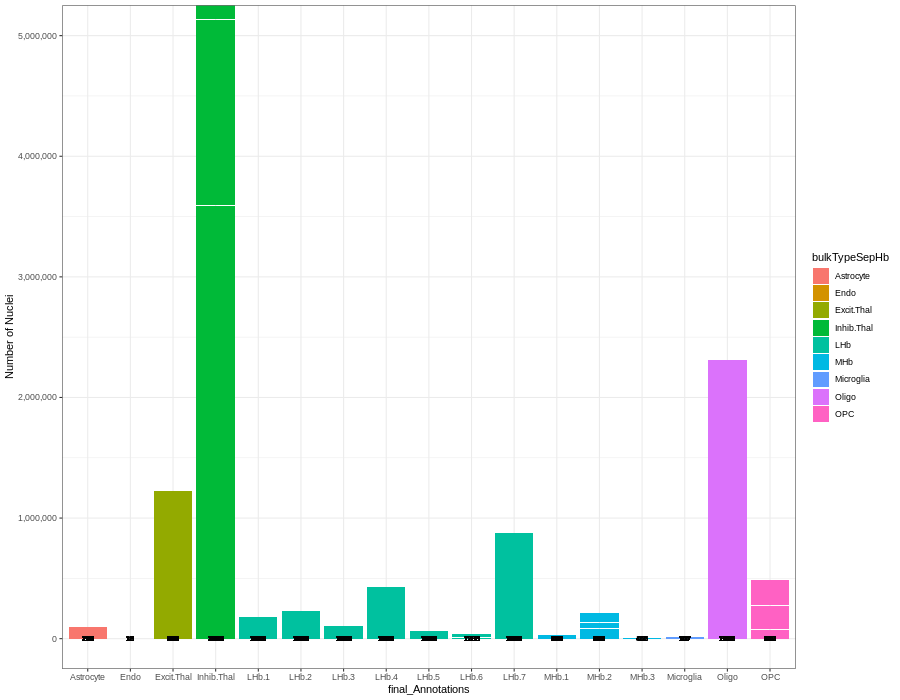 5,000,000
4,000,000
3,000,000
2,000,000
1,000,000
0
Number of Nuclei
Astrocyte Endo Excit.Thal Inhib.Thal LHb.1 LHb.2 LHb.3 LHb.4 LHb.5 LHb.6 LHb.7 MHb.1 MHb.2 MHb.3 Microglia Oligo OPC
final_Annotations
bulkTypeSepHb
Astrocyte
Endo
Excit.Thal
Inhib.Thal
LHb
MHb
Microglia
Oligo
OPC